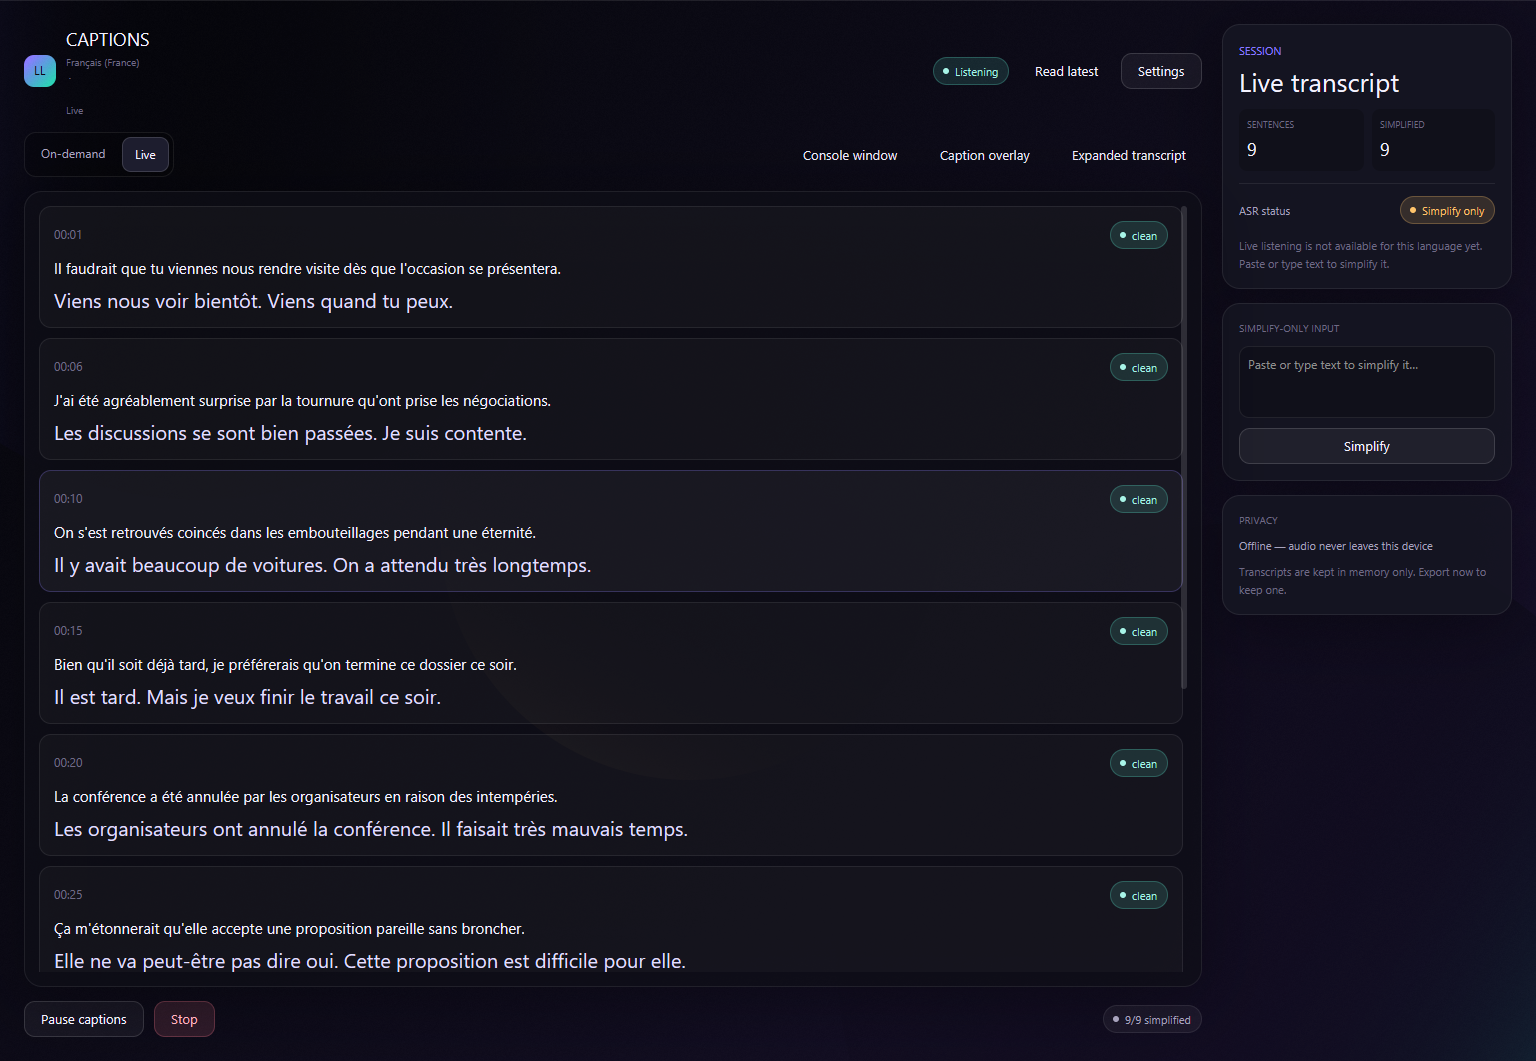 CAPTIONS
LL
Français (France)
·
Live
Listening
Read latest
Settings
On-demand
Live
Console window
Caption overlay
Expanded transcript
00:01
clean
Il faudrait que tu viennes nous rendre visite dès que l'occasion se présentera.
Viens nous voir bientôt. Viens quand tu peux.
00:06
clean
J'ai été agréablement surprise par la tournure qu'ont prise les négociations.
Les discussions se sont bien passées. Je suis contente.
00:10
clean
On s'est retrouvés coincés dans les embouteillages pendant une éternité.
Il y avait beaucoup de voitures. On a attendu très longtemps.
00:15
clean
Bien qu'il soit déjà tard, je préférerais qu'on termine ce dossier ce soir.
Il est tard. Mais je veux finir le travail ce soir.
00:20
clean
La conférence a été annulée par les organisateurs en raison des intempéries.
Les organisateurs ont annulé la conférence. Il faisait très mauvais temps.
00:25
clean
Ça m'étonnerait qu'elle accepte une proposition pareille sans broncher.
Elle ne va peut-être pas dire oui. Cette proposition est difficile pour elle.
Pause captions
Stop
9/9 simplified
SESSION
Live transcript
SENTENCES
9
SIMPLIFIED
9
ASR status
Simplify only
Live listening is not available for this language yet.
Paste or type text to simplify it.
SIMPLIFY-ONLY INPUT
Paste or type text to simplify it...
Simplify
PRIVACY
Offline — audio never leaves this device
Transcripts are kept in memory only. Export now to
keep one.